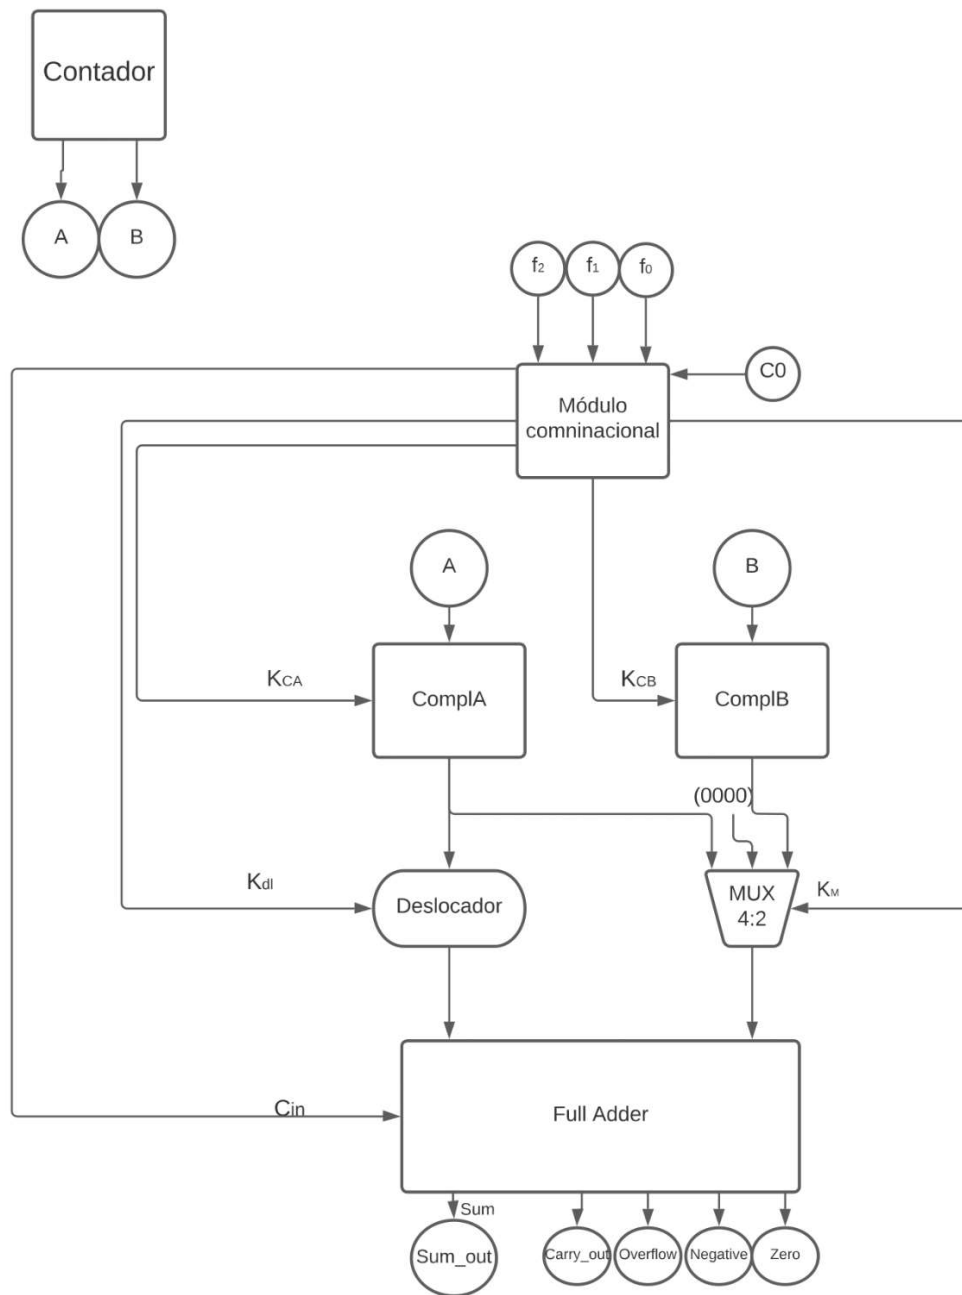 Contador
A
B
f2
f1
f0
C0
Módulo
comninacional
A
B
KCA
ComplA
KCB
ComplB
(0000)
Kdl
Deslocador
MUX
4:2
KM
Cin
Full Adder
Sum
Sum_out
Carry_out
Overflow
Negative
Zero